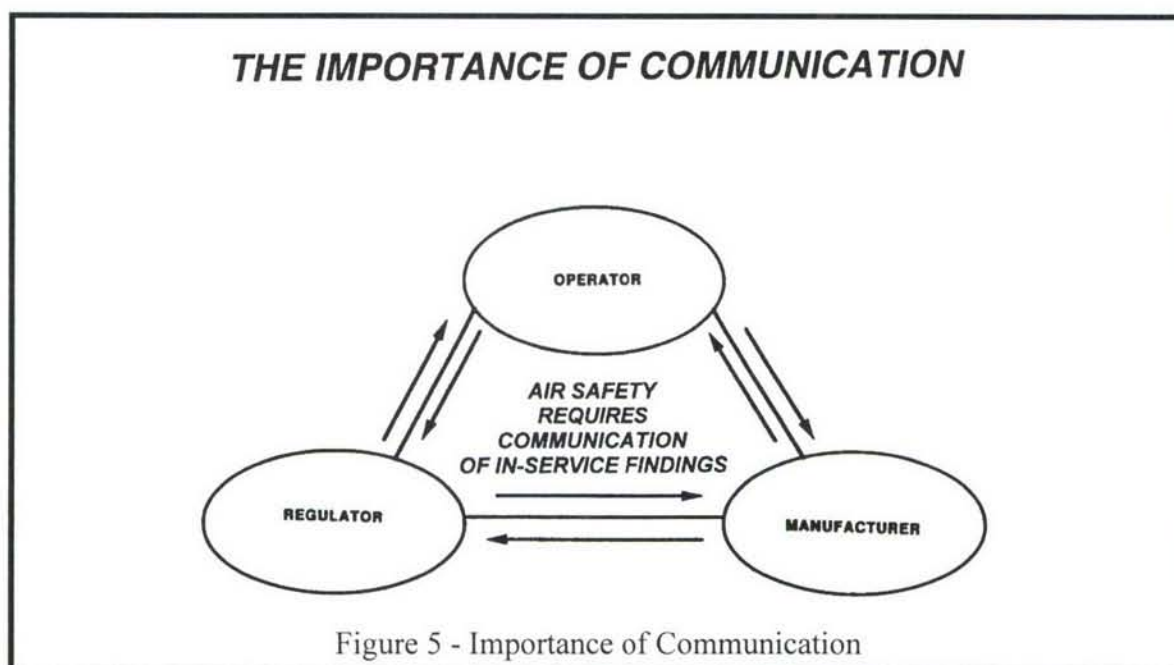 THE IMPORTANCE OF COMMUNICATION
OPERATOR
AIR SAFETY
REQUIRES
COMMUNICATION
OF IN-SERVICE FINDINGS
REGULATOR
MANUFACTURER
Figure 5 - Importance of Communication